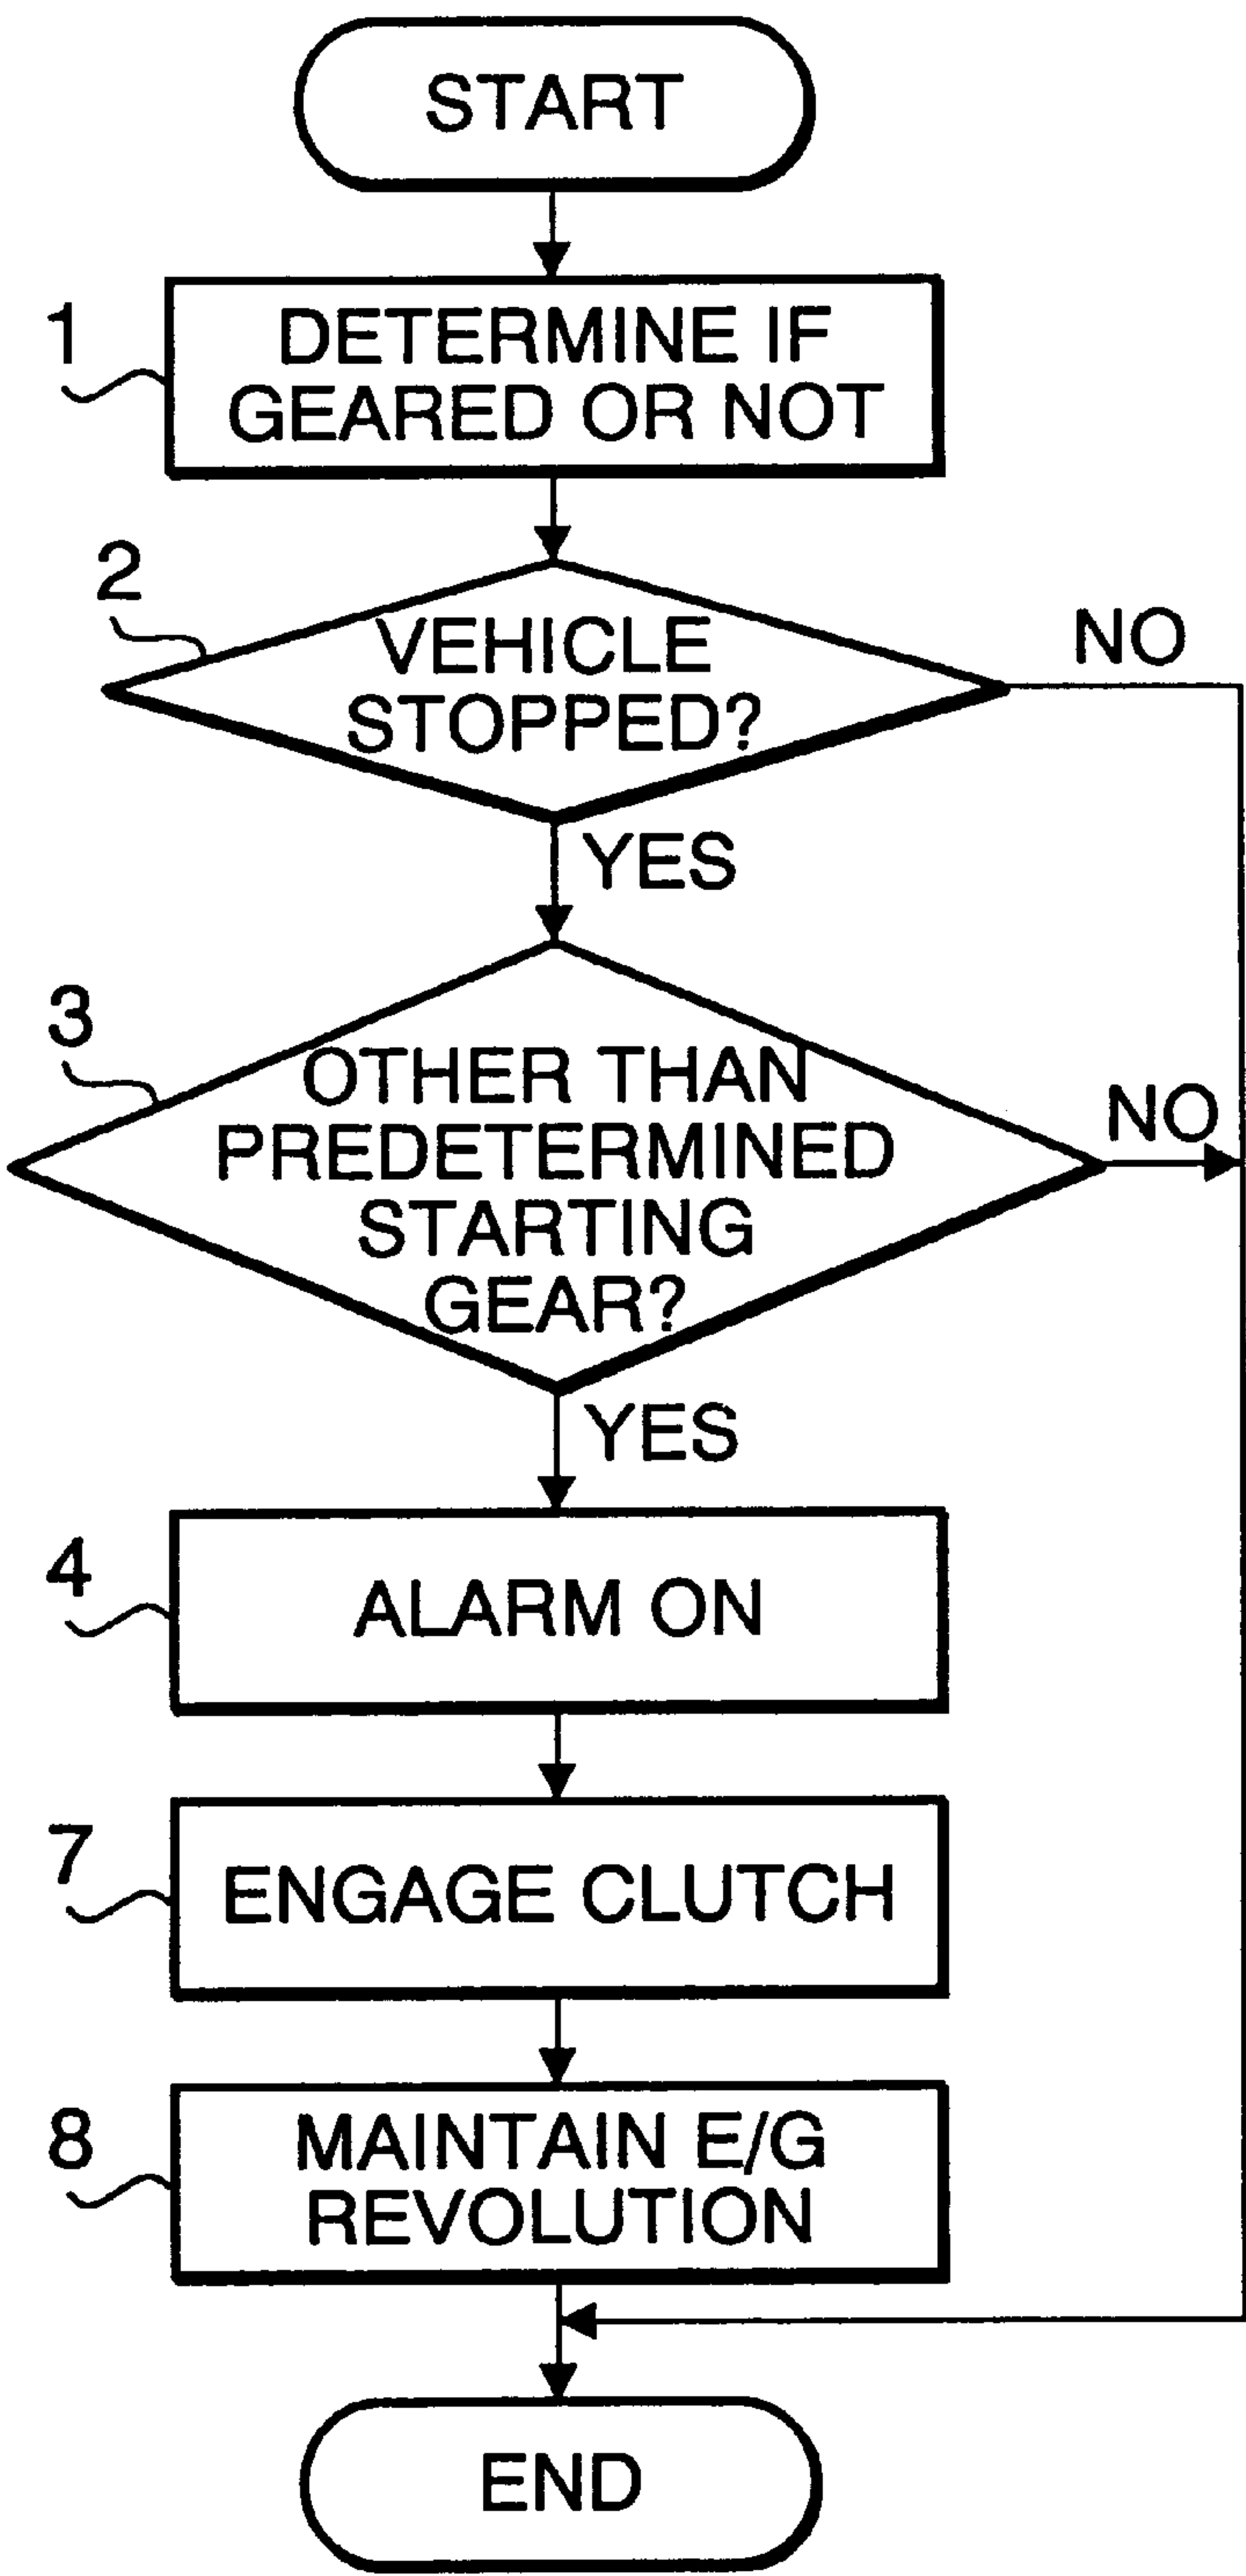 START
1
DETERMINE IF
GEARED OR NOT
2
VEHICLE
STOPPED?
NO
YES
3
OTHER THAN
PREDETERMINED
STARTING
GEAR?
NO
YES
4
ALARM ON
7
ENGAGE CLUTCH
8
MAINTAIN E/G
REVOLUTION
END